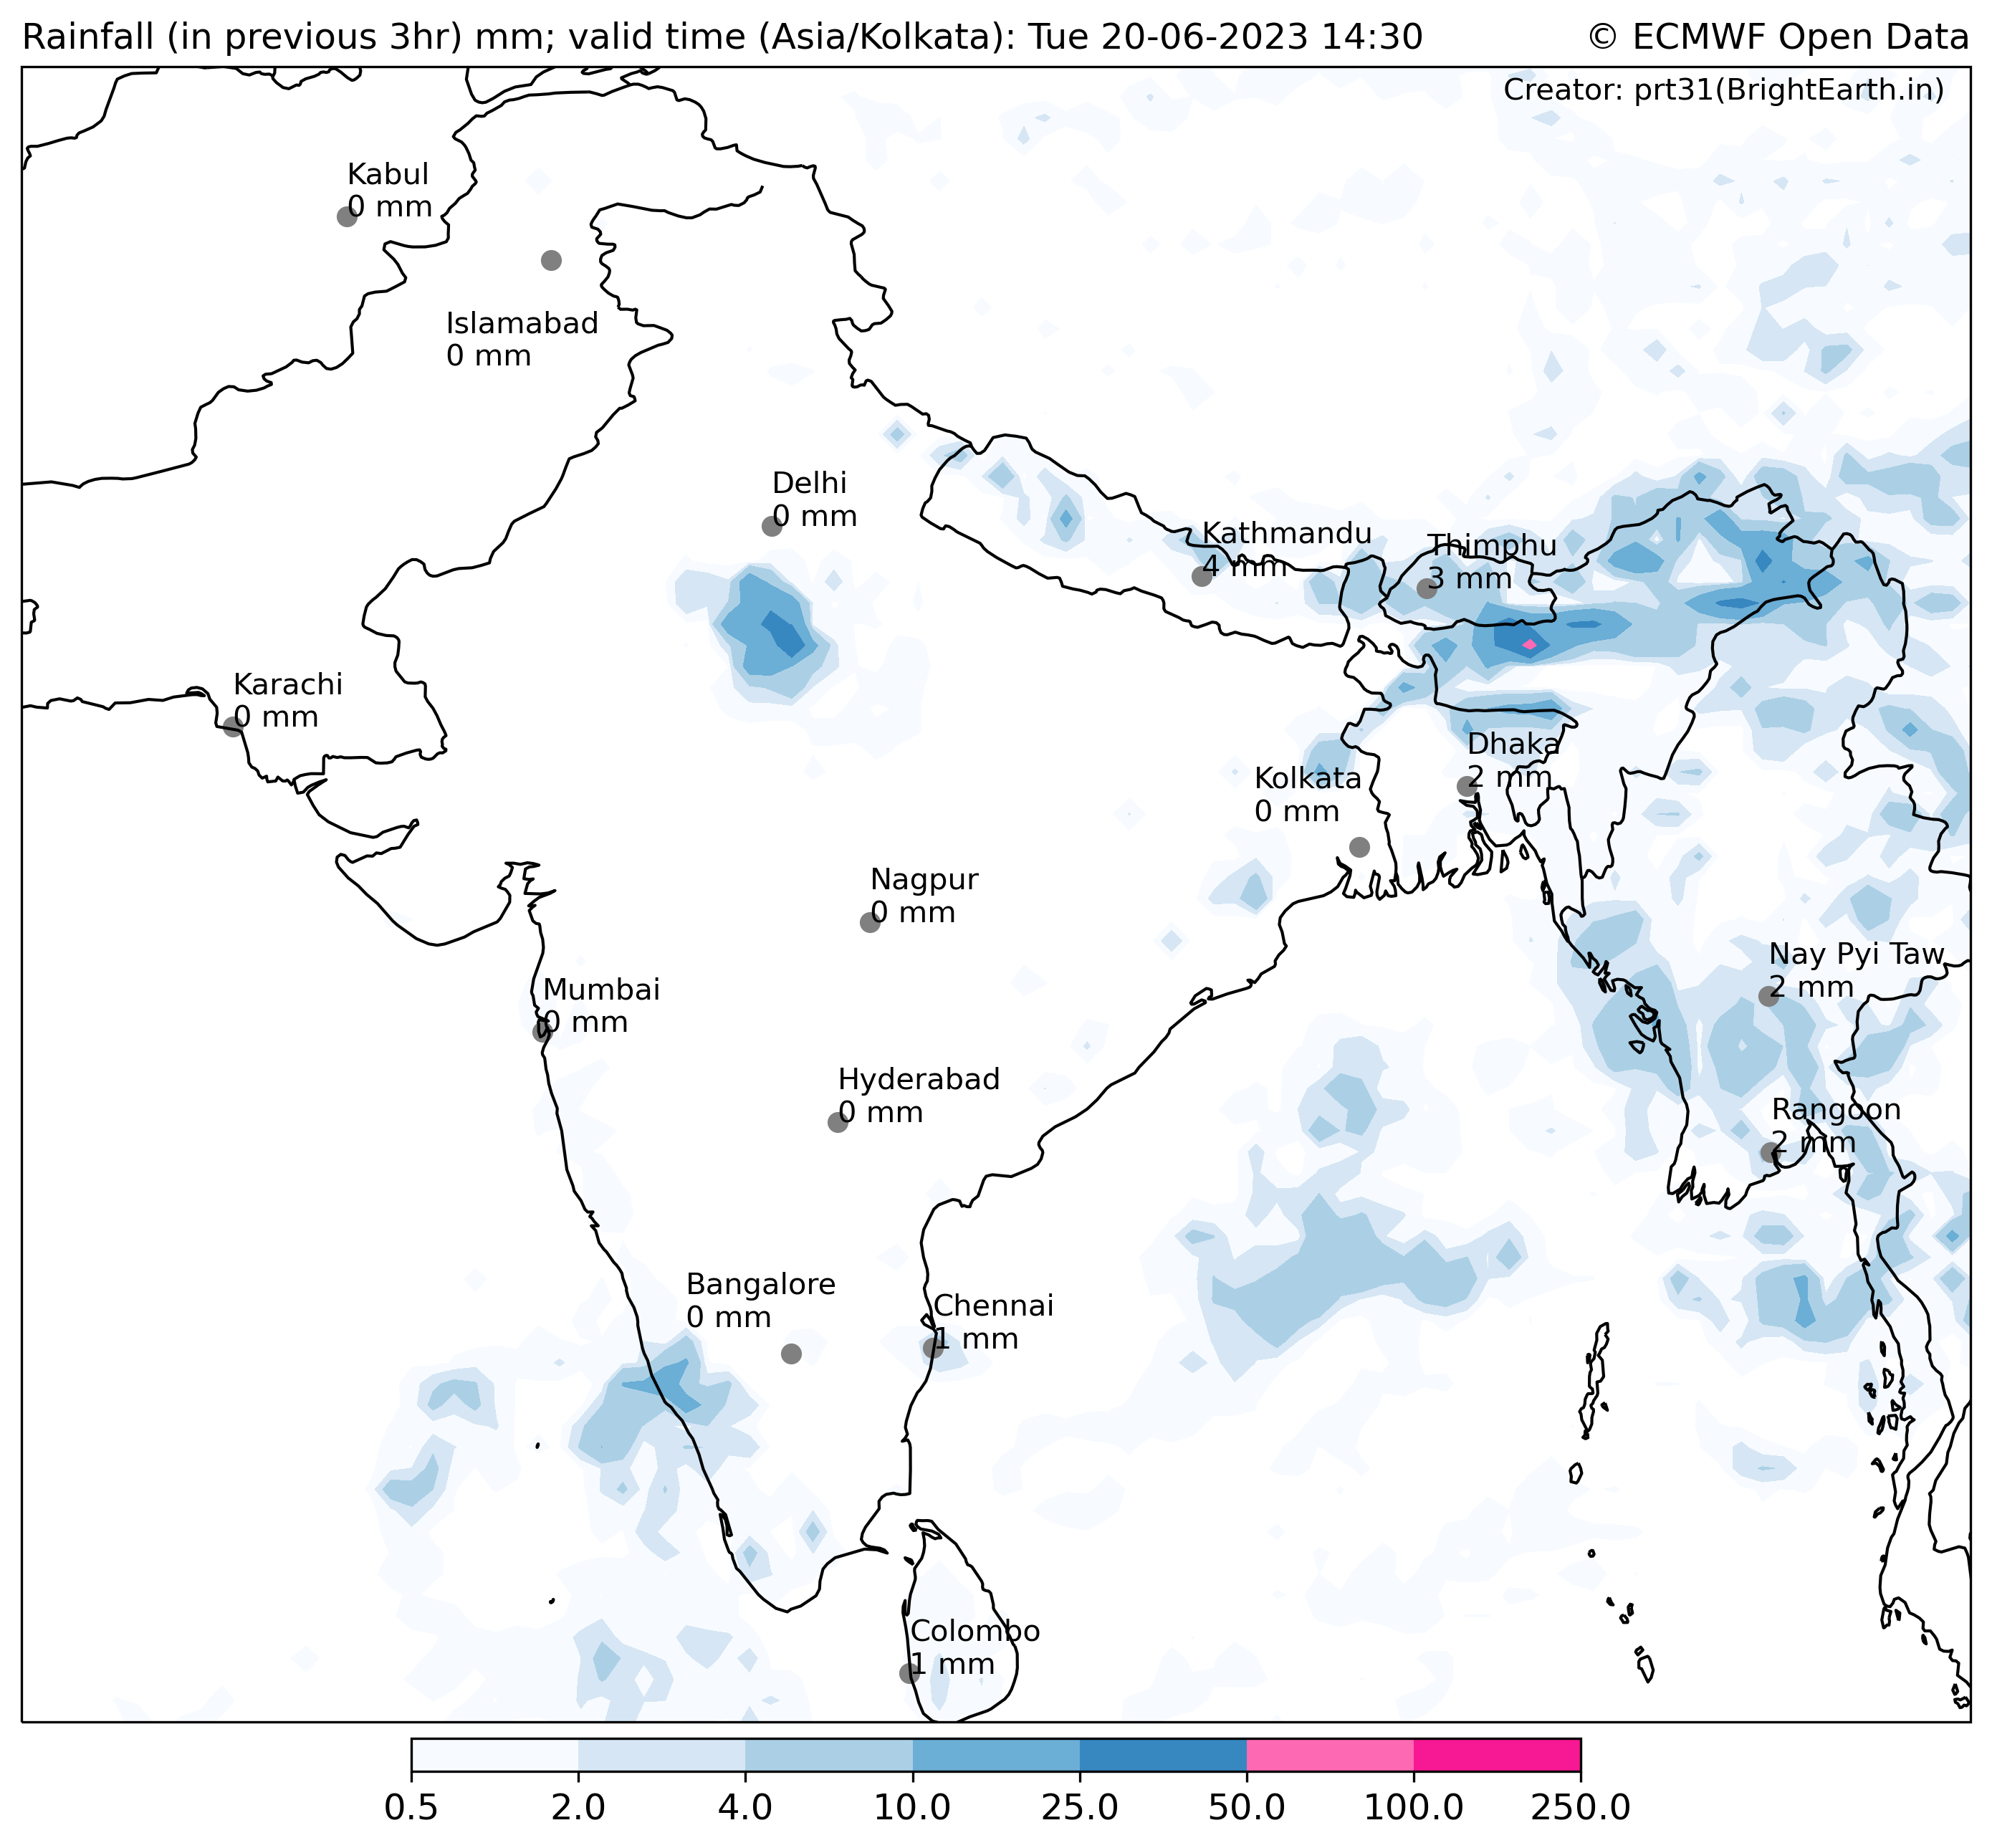 Rainfall (in previous 3hr) mm; valid time (Asia/Kolkata): Tue 20-06-2023 14:30
© ECMWF Open Data
Creator: prt31(BrightEarth.in)
Kabul
0 mm
Islamabad
0 mm
Delhi
0 mm
Kathmandu
4 mm
Thimphu
3 mm
Karachi
0 mm
Dhaka
2 mm
Kolkata
0 mm
Nagpur
0 mm
Nay Pyi Taw
2 mm
Mumbai
0 mm
Hyderabad
0 mm
Rangoon
2 mm
Bangalore
0 mm
Chennai
1 mm
Colombo
1 mm
0.5 2.0 4.0 10.0 25.0 50.0 100.0 250.0